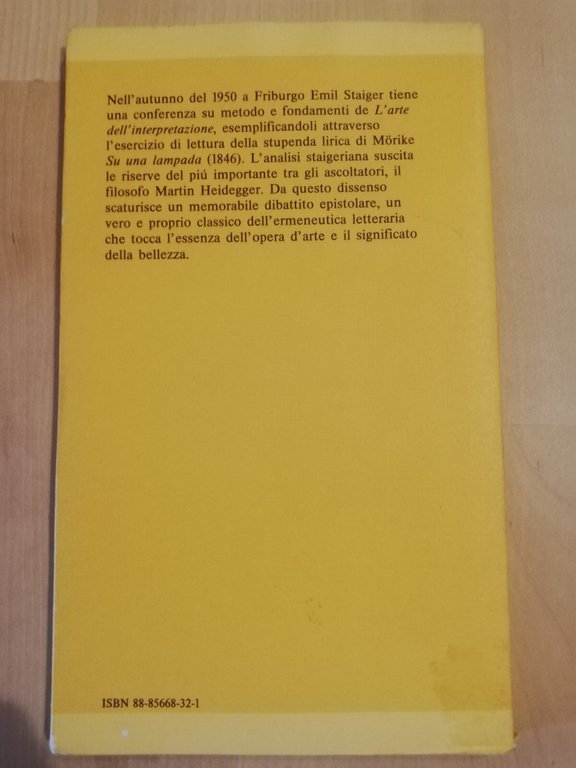 Nell'autunno del 1950 a Friburgo Emil Staiger tiene
una conferenza su metodo e fondamenti de L'arte
dell'interpretazione, esemplificandoli attraverso
l'esercizio di lettura della stupenda lirica di Mörike
Su una lampada (1846). L'analisi staigeriana suscita
le riserve del piú importante tra gli ascoltatori, il
filosofo Martin Heidegger. Da questo dissenso
scaturisce un memorabile dibattito epistolare, un
vero e proprio classico dell'ermeneutica letteraria
che tocca l'essenza dell'opera d'arte e il significato
della bellezza.
ISBN 88-85668-32-1